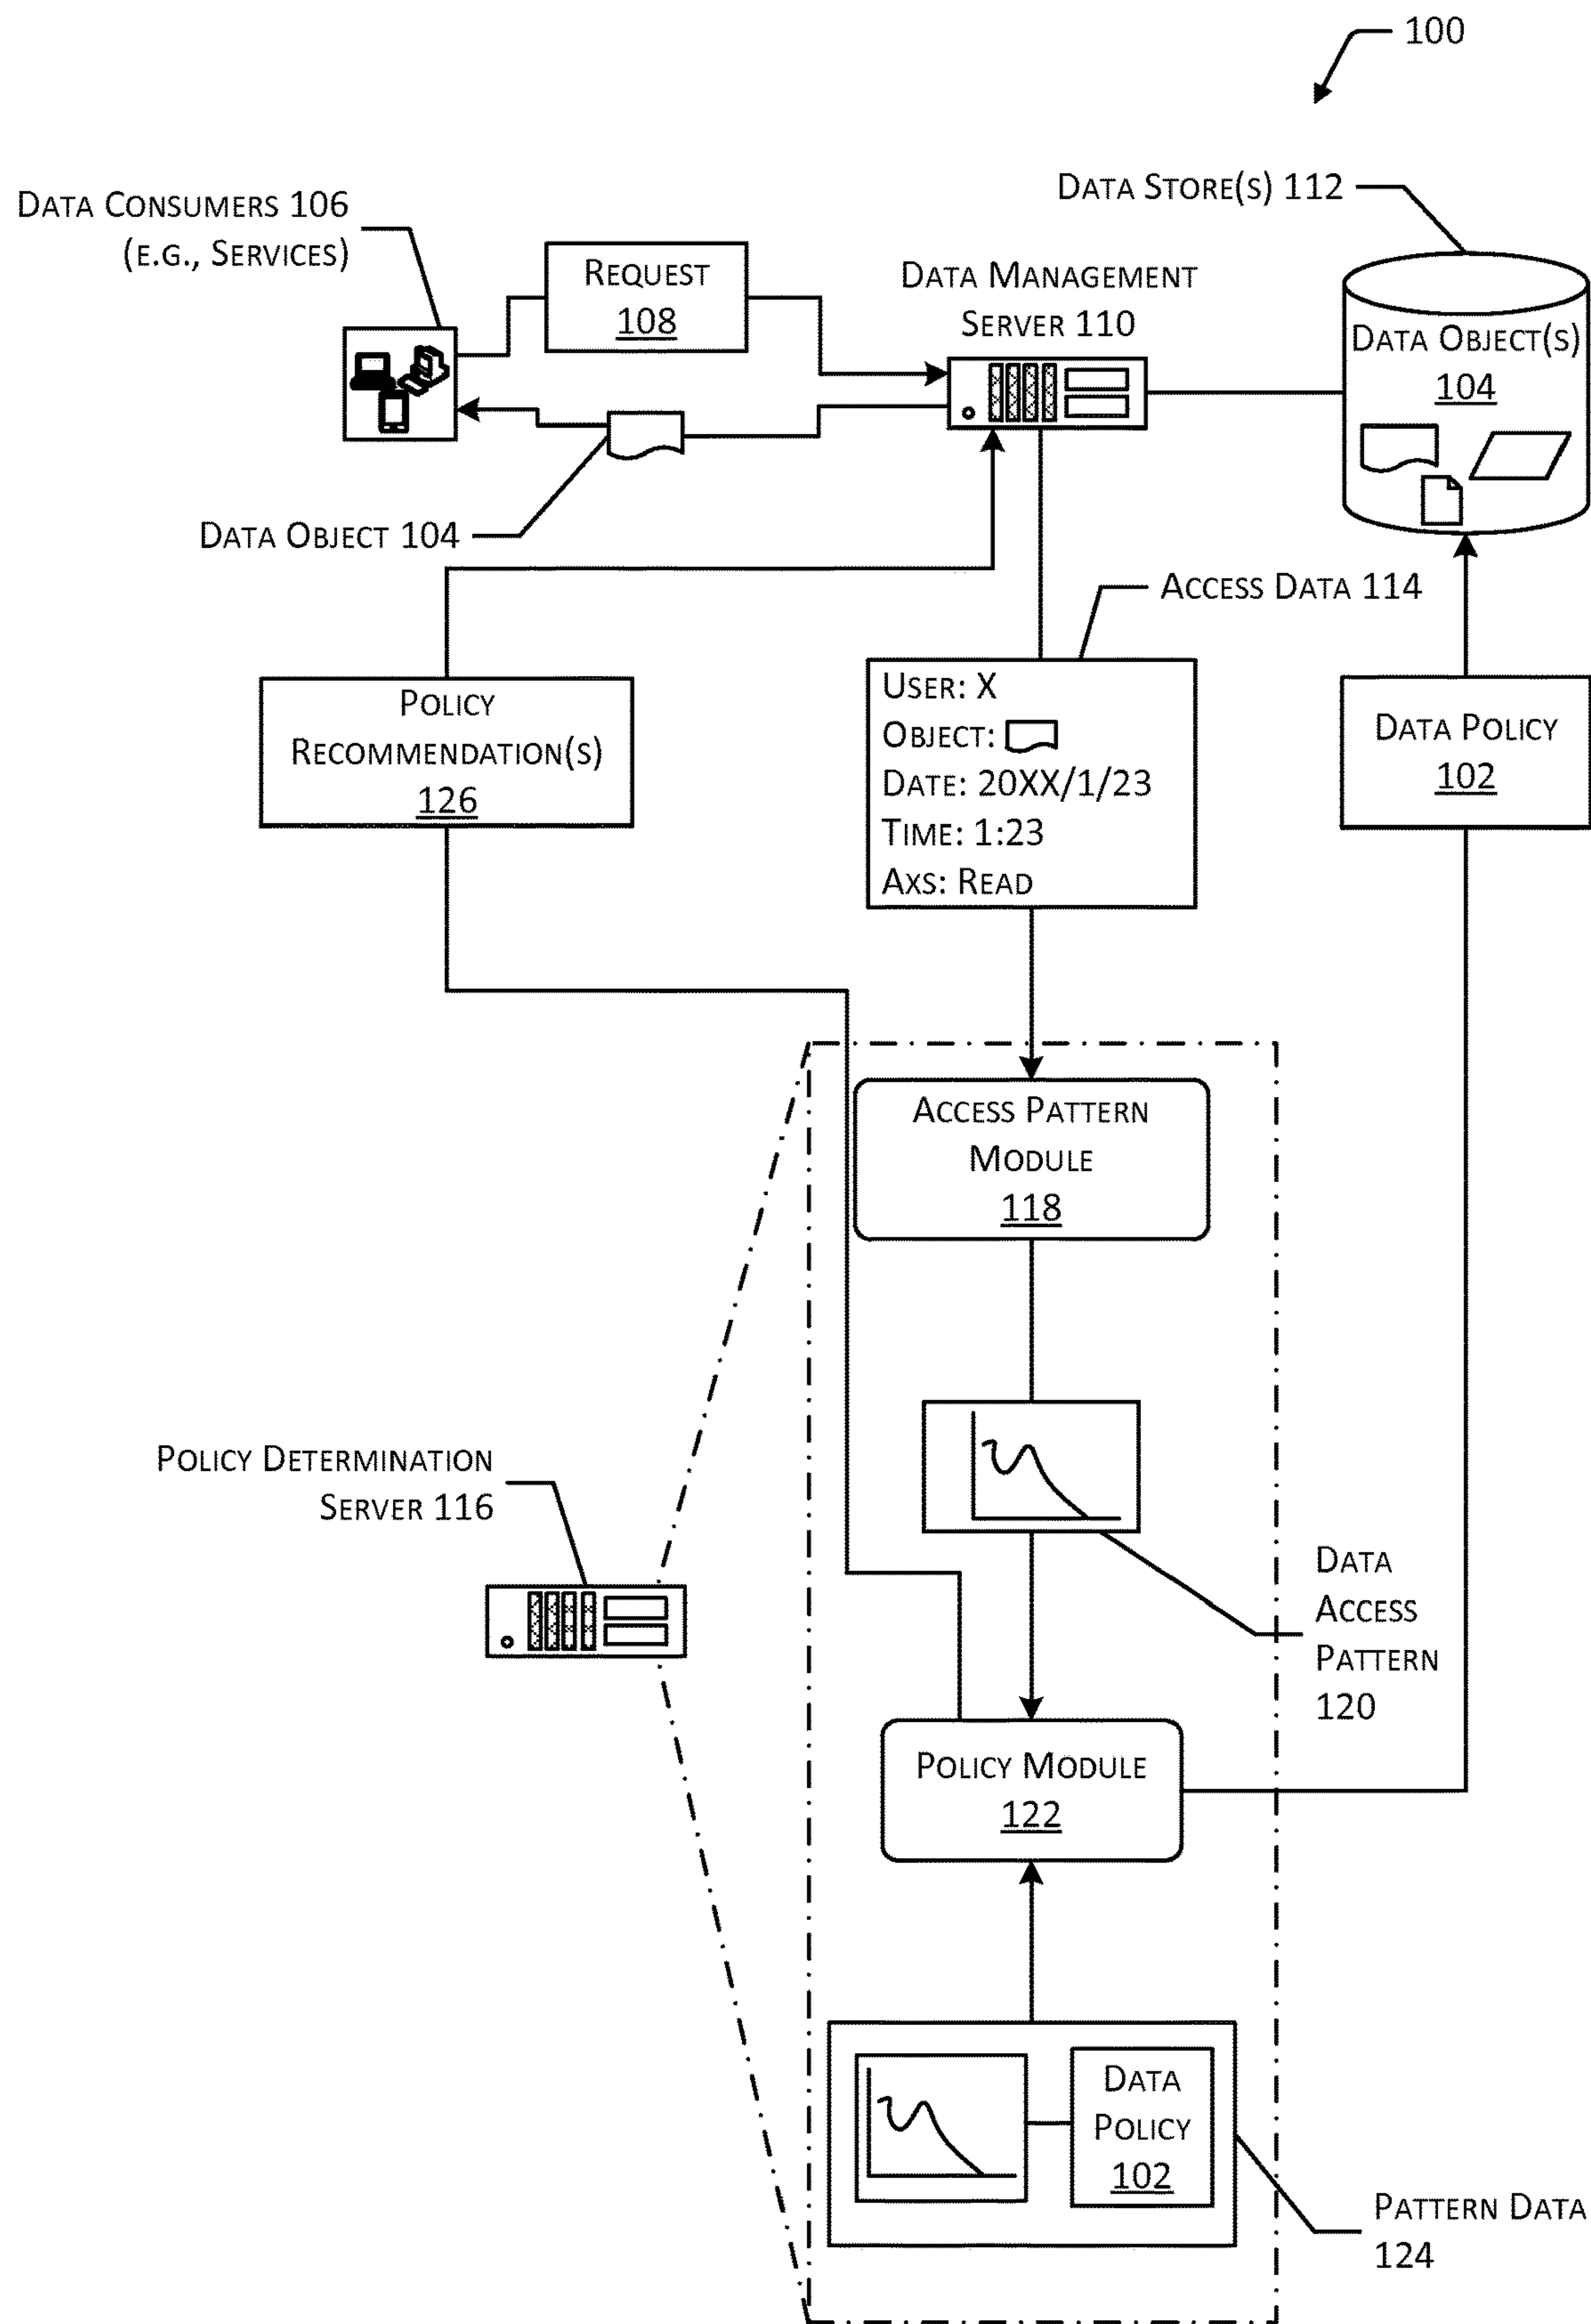 100
DATA STORE(S) 112
DATA CONSUMERS 106
(E.G., SERVICES)
REQUEST
108
DATA MANAGEMENT
SERVER 110
DATA OBJECT(S)
104
DATA OBJECT 104
ACCESS DATA 114
USER: X
OBJECT:
DATE: 20XX/1/23
TIME: 1:23
AXS: READ
POLICY
RECOMMENDATION(S)
126
DATA POLICY
102
ACCESS PATTERN
MODULE
118
POLICY DETERMINATION
SERVER 116
DATA
ACCESS
PATTERN
120
POLICY MODULE
122
DATA
POLICY
102
PATTERN DATA
124